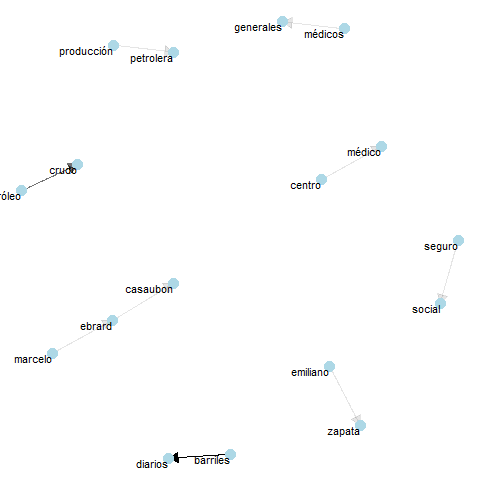 generales
médicos
producción
petrolera
médico
crudo
centro
róleo
seguro
casaubon
social
ebrard
marcelo
emiliano
zapata
diarios
barriles